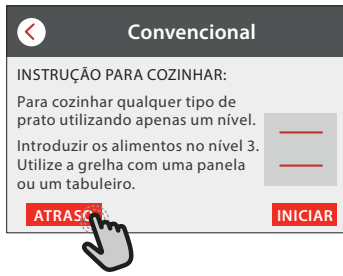 Convencional
INSTRUÇÃO PARA COZINHAR:
Para cozinhar qualquer tipo de
prato utilizando apenas um nível.
Introduzir os alimentos no nível 3.
Utilize a grelha com uma panela
ou um tabuleiro.
ATRASO
INICIAR